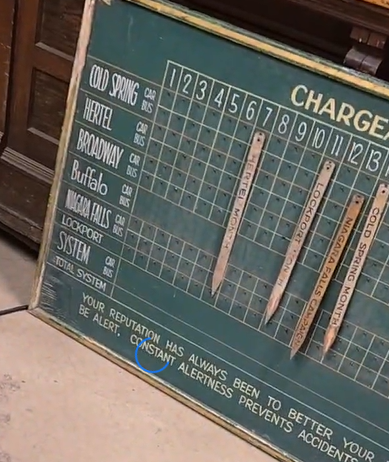 CHARGE
1 2 3 4 5 6 7 8 9 10 11 12 13
COLD SPRING CAR BUS
HERTEL CAR BUS
BROADWAY CAR BUS
Buffalo CAR BUS
NIAGARA FALLS CAR BUS
LOCKPORT
SYSTEM CAR BUS
TOTAL SYSTEM
HERTEL MONTH
LOCKPORT
NIAGARA FALLS
COLD SPRING MONTH
YOUR REPUTATION HAS ALWAYS BEEN TO BETTER YOUR
BE ALERT. CONSTANT ALERTNESS PREVENTS ACCIDENTS